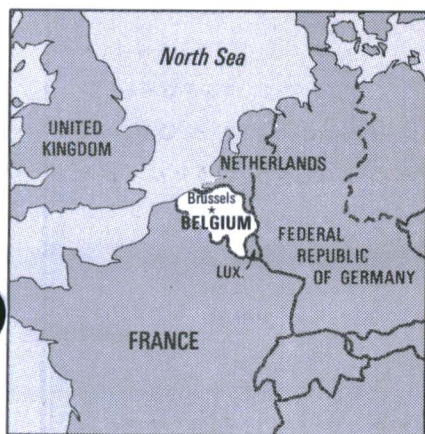 North Sea
UNITED
KINGDOM
NETHERLANDS
Brussels
BELGIUM
FEDERAL
REPUBLIC
OF GERMANY
LUX.
FRANCE